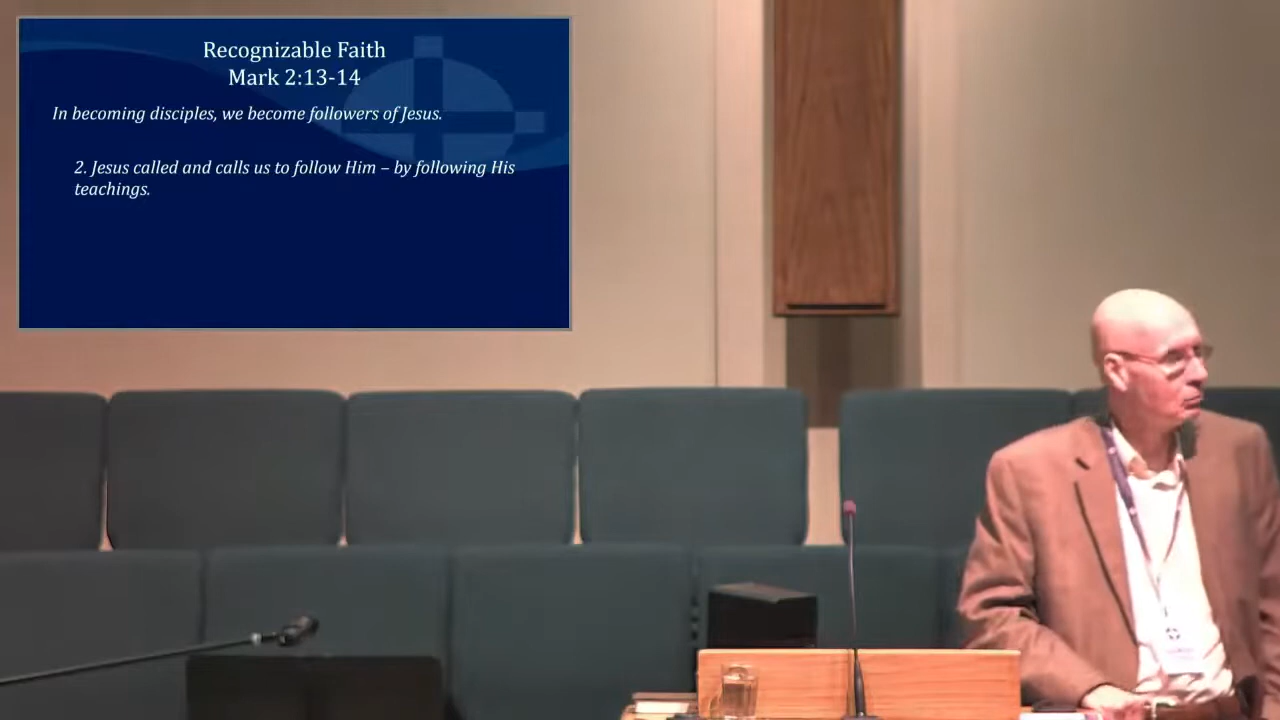 Recognizable Faith
Mark 2:13-14
In becoming disciples, we become followers of Jesus.
2. Jesus called and calls us to follow Him – by following His
teachings.